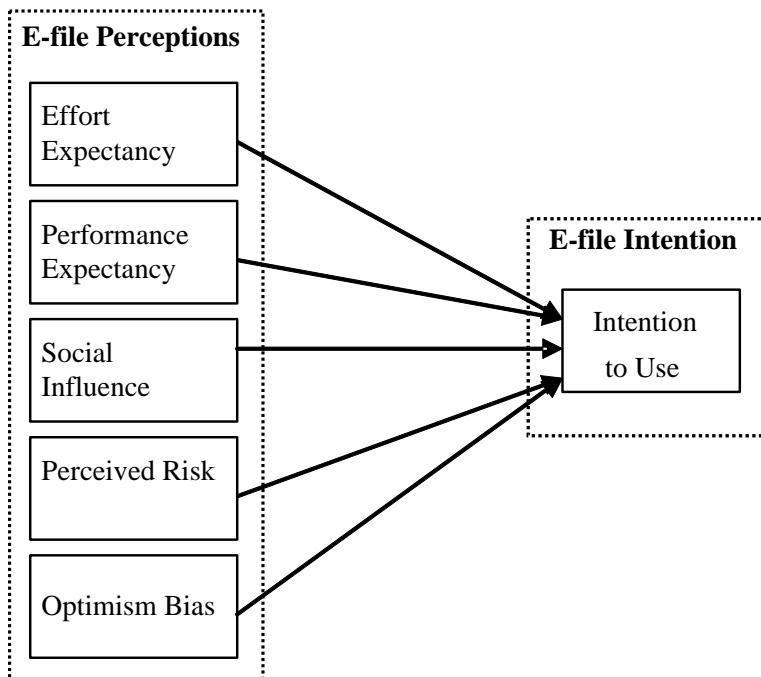 E-file Perceptions
Effort
Expectancy
Performance
Expectancy
Social
Influence
Perceived Risk
Optimism Bias
E-file Intention
Intention
to Use